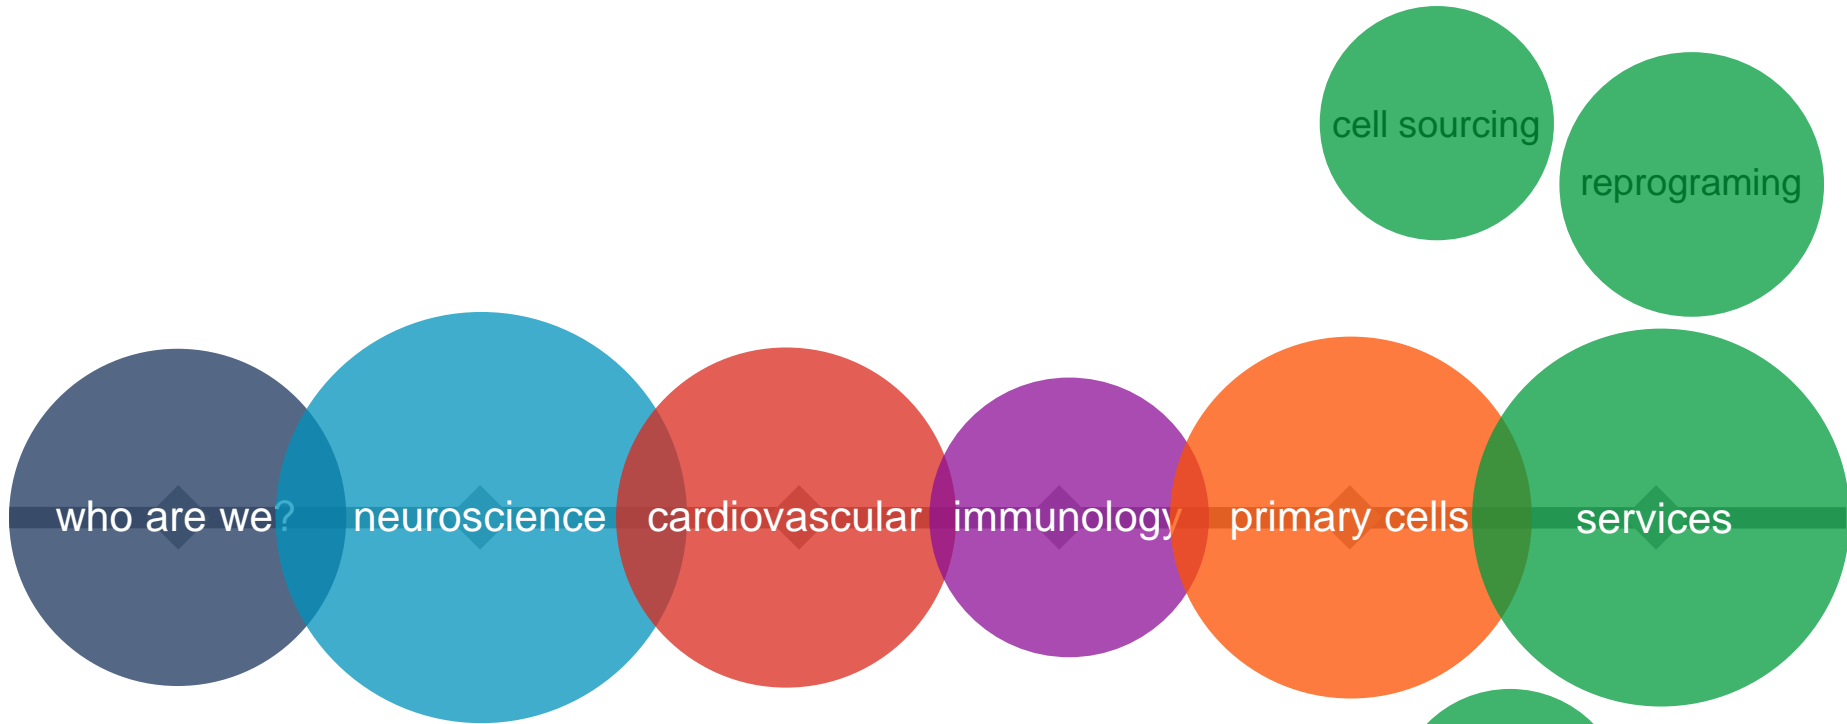 cell sourcing
reprograming
who are we?
neuroscience
cardiovascular
immunology
primary cells
services